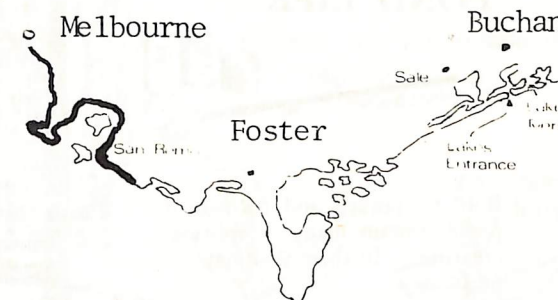 Melbourne
Buchan
Sale
Foster
San Remo
Lakes
Entrance